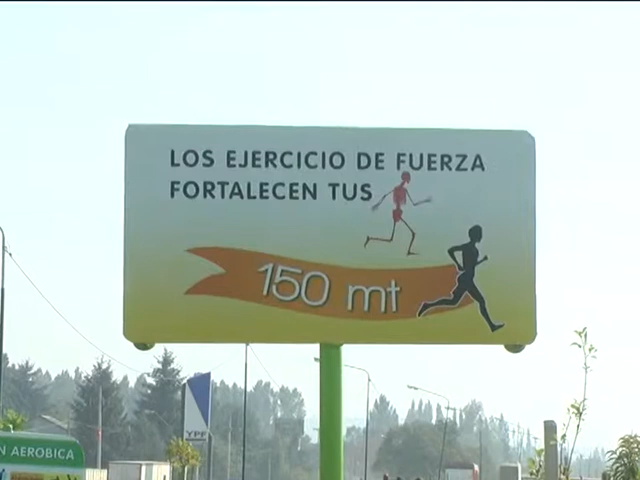 LOS EJERCICIO DE FUERZA
FORTALECEN TUS
150 mt
YPF
N AEROBICA